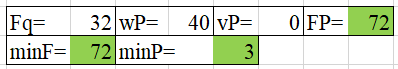 Fq= 32 wP= 40 vP= 0 FP= 72
minF= 72 minP= 3